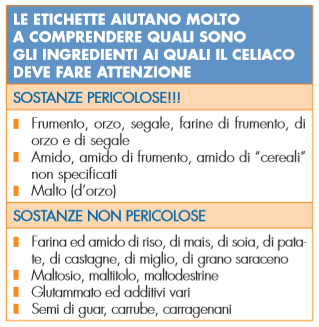 LE ETICHETTE AIUTANO MOLTO
A COMPRENDERE QUALI SONO
GLI INGREDIENTI AI QUALI IL CELIACO
DEVE FARE ATTENZIONE
SOSTANZE PERICOLOSE!!!
Frumento, orzo, segale, farine di frumento, di
orzo e di segale
Amido, amido di frumento, amido di “cereali”
non specificati
Malto (d’orzo)
SOSTANZE NON PERICOLOSE
Farina ed amido di riso, di mais, di soia, di pata-
te, di castagne, di miglio, di grano saraceno
Maltosio, maltitolo, maltodestrine
Glutammato ed additivi vari
Semi di guar, carrube, carragenani